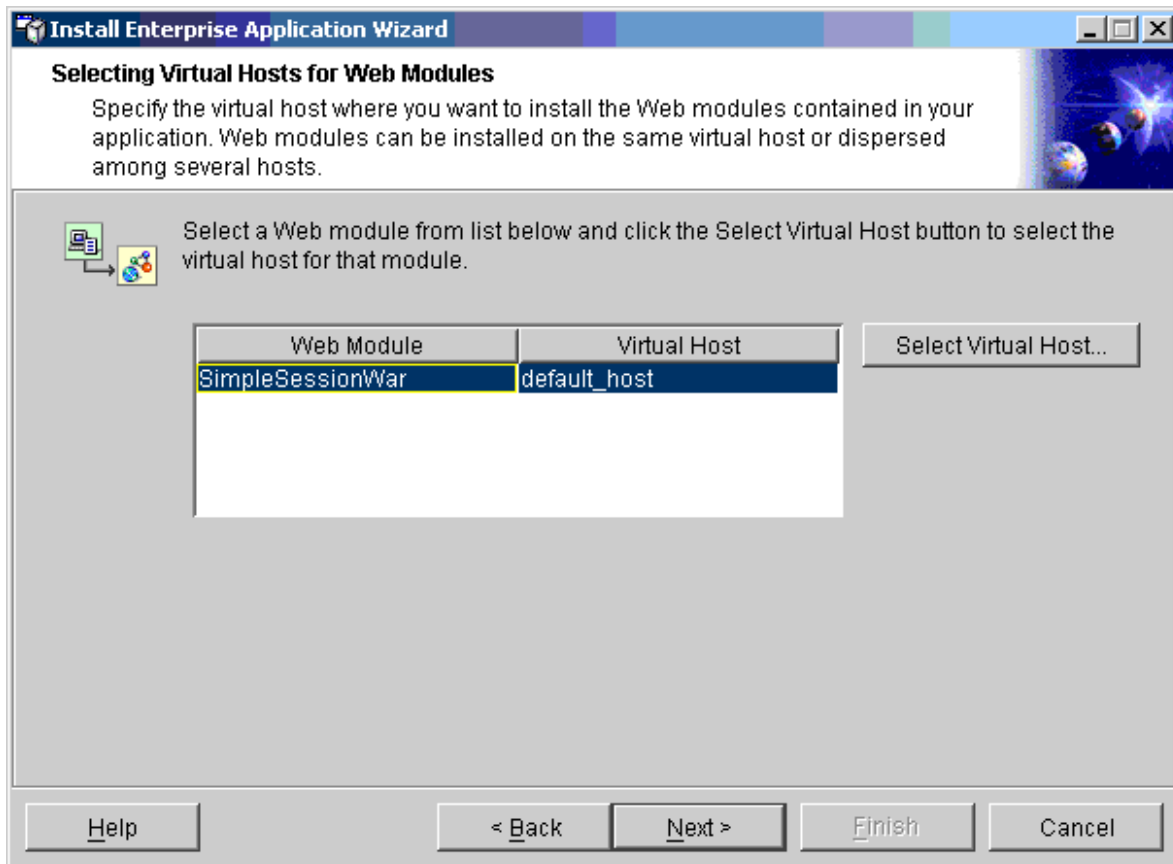 Install Enterprise Application Wizard
Selecting Virtual Hosts for Web Modules
Specify the virtual host where you want to install the Web modules contained in your
application. Web modules can be installed on the same virtual host or dispersed
among several hosts.
Select a Web module from list below and click the Select Virtual Host button to select the
virtual host for that module.
Web Module Virtual Host Select Virtual Host...
SimpleSessionWar default_host
Help < Back Next > Finish Cancel